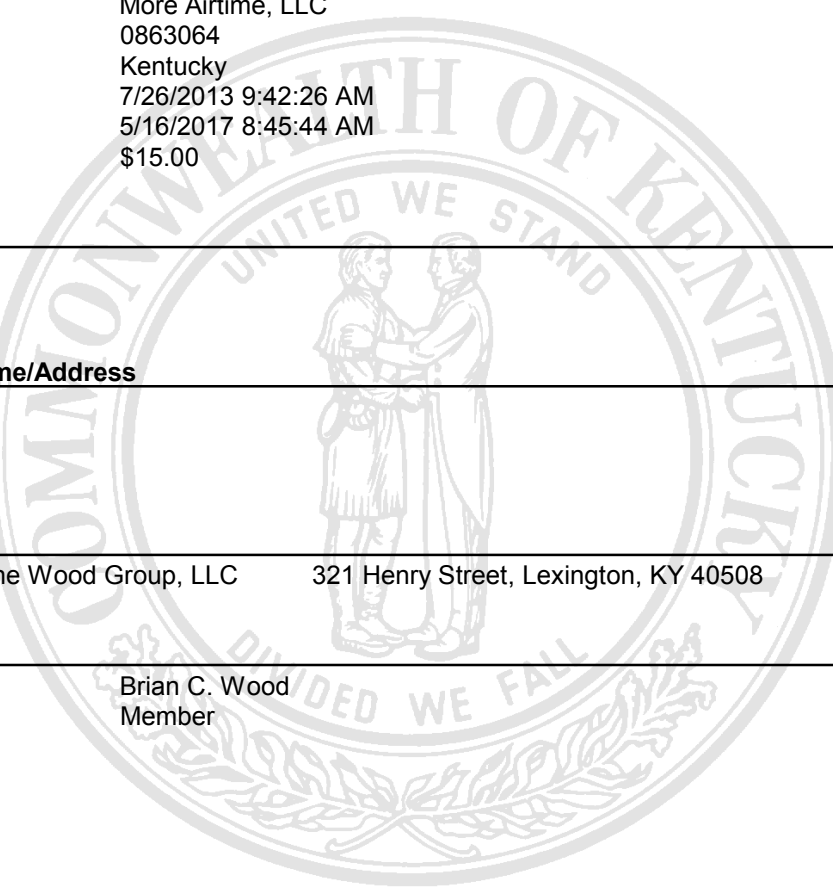 More Airtime, LLC
0863064
Kentucky
7/26/2013 9:42:26 AM
5/16/2017 8:45:44 AM
$15.00
COMMONWEALTH OF KENTUCKY
UNITED WE STAND
me/Address
ne Wood Group, LLC 321 Henry Street, Lexington, KY 40508
DIVIDED WE FALL
Brian C. Wood
Member